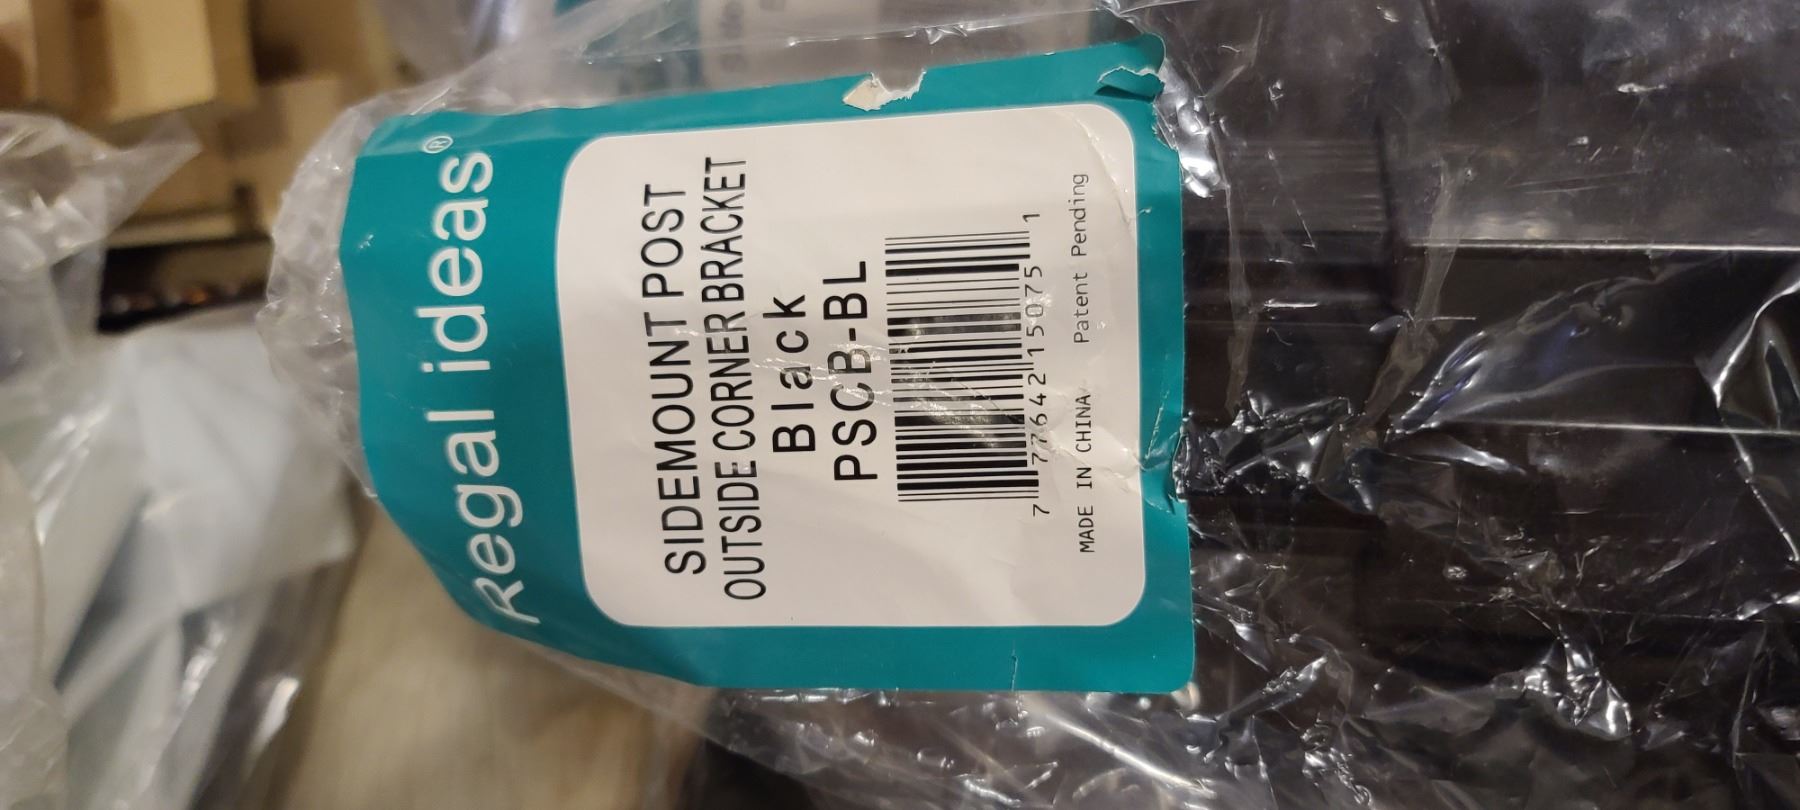 Regal ideas®
SIDEMOUNT POST
OUTSIDE CORNER BRACKET
Black
PSCB-BL
7 77642 15075 1
MADE IN CHINA Patent Pending